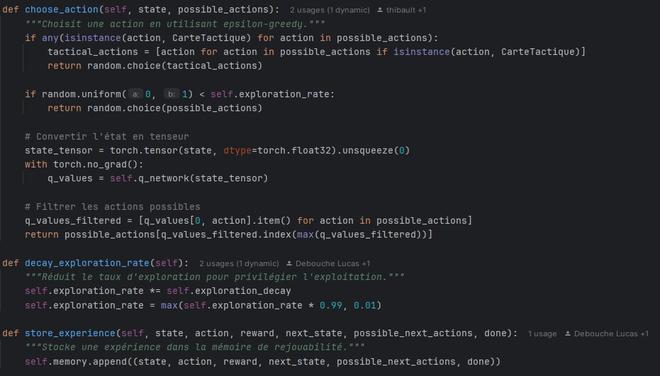 def choose_action(self, state, possible_actions): 2 usages (1 dynamic) thibault +1
"""Choisit une action en utilisant epsilon-greedy."""
if any(isinstance(action, CarteTactique) for action in possible_actions):
tactical_actions = [action for action in possible_actions if isinstance(action, CarteTactique)]
return random.choice(tactical_actions)
if random.uniform( a: 0, b: 1) < self.exploration_rate:
return random.choice(possible_actions)
# Convertir l'état en tenseur
state_tensor = torch.tensor(state, dtype=torch.float32).unsqueeze(0)
with torch.no_grad():
q_values = self.q_network(state_tensor)
# Filtrer les actions possibles
q_values_filtered = [q_values[0, action].item() for action in possible_actions]
return possible_actions[q_values_filtered.index(max(q_values_filtered))]
def decay_exploration_rate(self): 2 usages (1 dynamic) Debouche Lucas +1
"""Réduit le taux d'exploration pour privilégier l'exploitation."""
self.exploration_rate *= self.exploration_decay
self.exploration_rate = max(self.exploration_rate * 0.99, 0.01)
def store_experience(self, state, action, reward, next_state, possible_next_actions, done): 1 usage Debouche Lucas +1
"""Stocke une expérience dans la mémoire de rejouabilité."""
self.memory.append((state, action, reward, next_state, possible_next_actions, done))